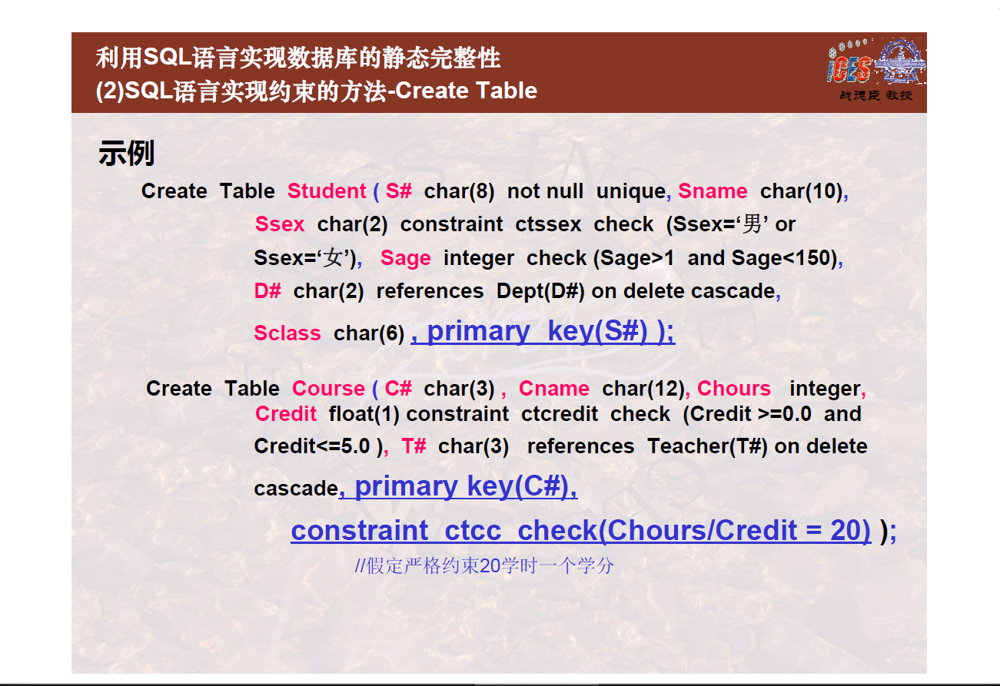 利用SQL语言实现数据库的静态完整性
(2)SQL语言实现约束的方法-Create Table
iCES
战德臣 教授
示例
Create Table Student ( S# char(8) not null unique, Sname char(10),
Ssex char(2) constraint ctssex check (Ssex=‘男’ or
Ssex=‘女’), Sage integer check (Sage>1 and Sage<150),
D# char(2) references Dept(D#) on delete cascade,
Sclass char(6) , primary key(S#) );
Create Table Course ( C# char(3) , Cname char(12), Chours integer,
Credit float(1) constraint ctcredit check (Credit >=0.0 and
Credit<=5.0 ), T# char(3) references Teacher(T#) on delete
cascade, primary key(C#),
constraint ctcc check(Chours/Credit = 20) );
//假定严格约束20学时一个学分